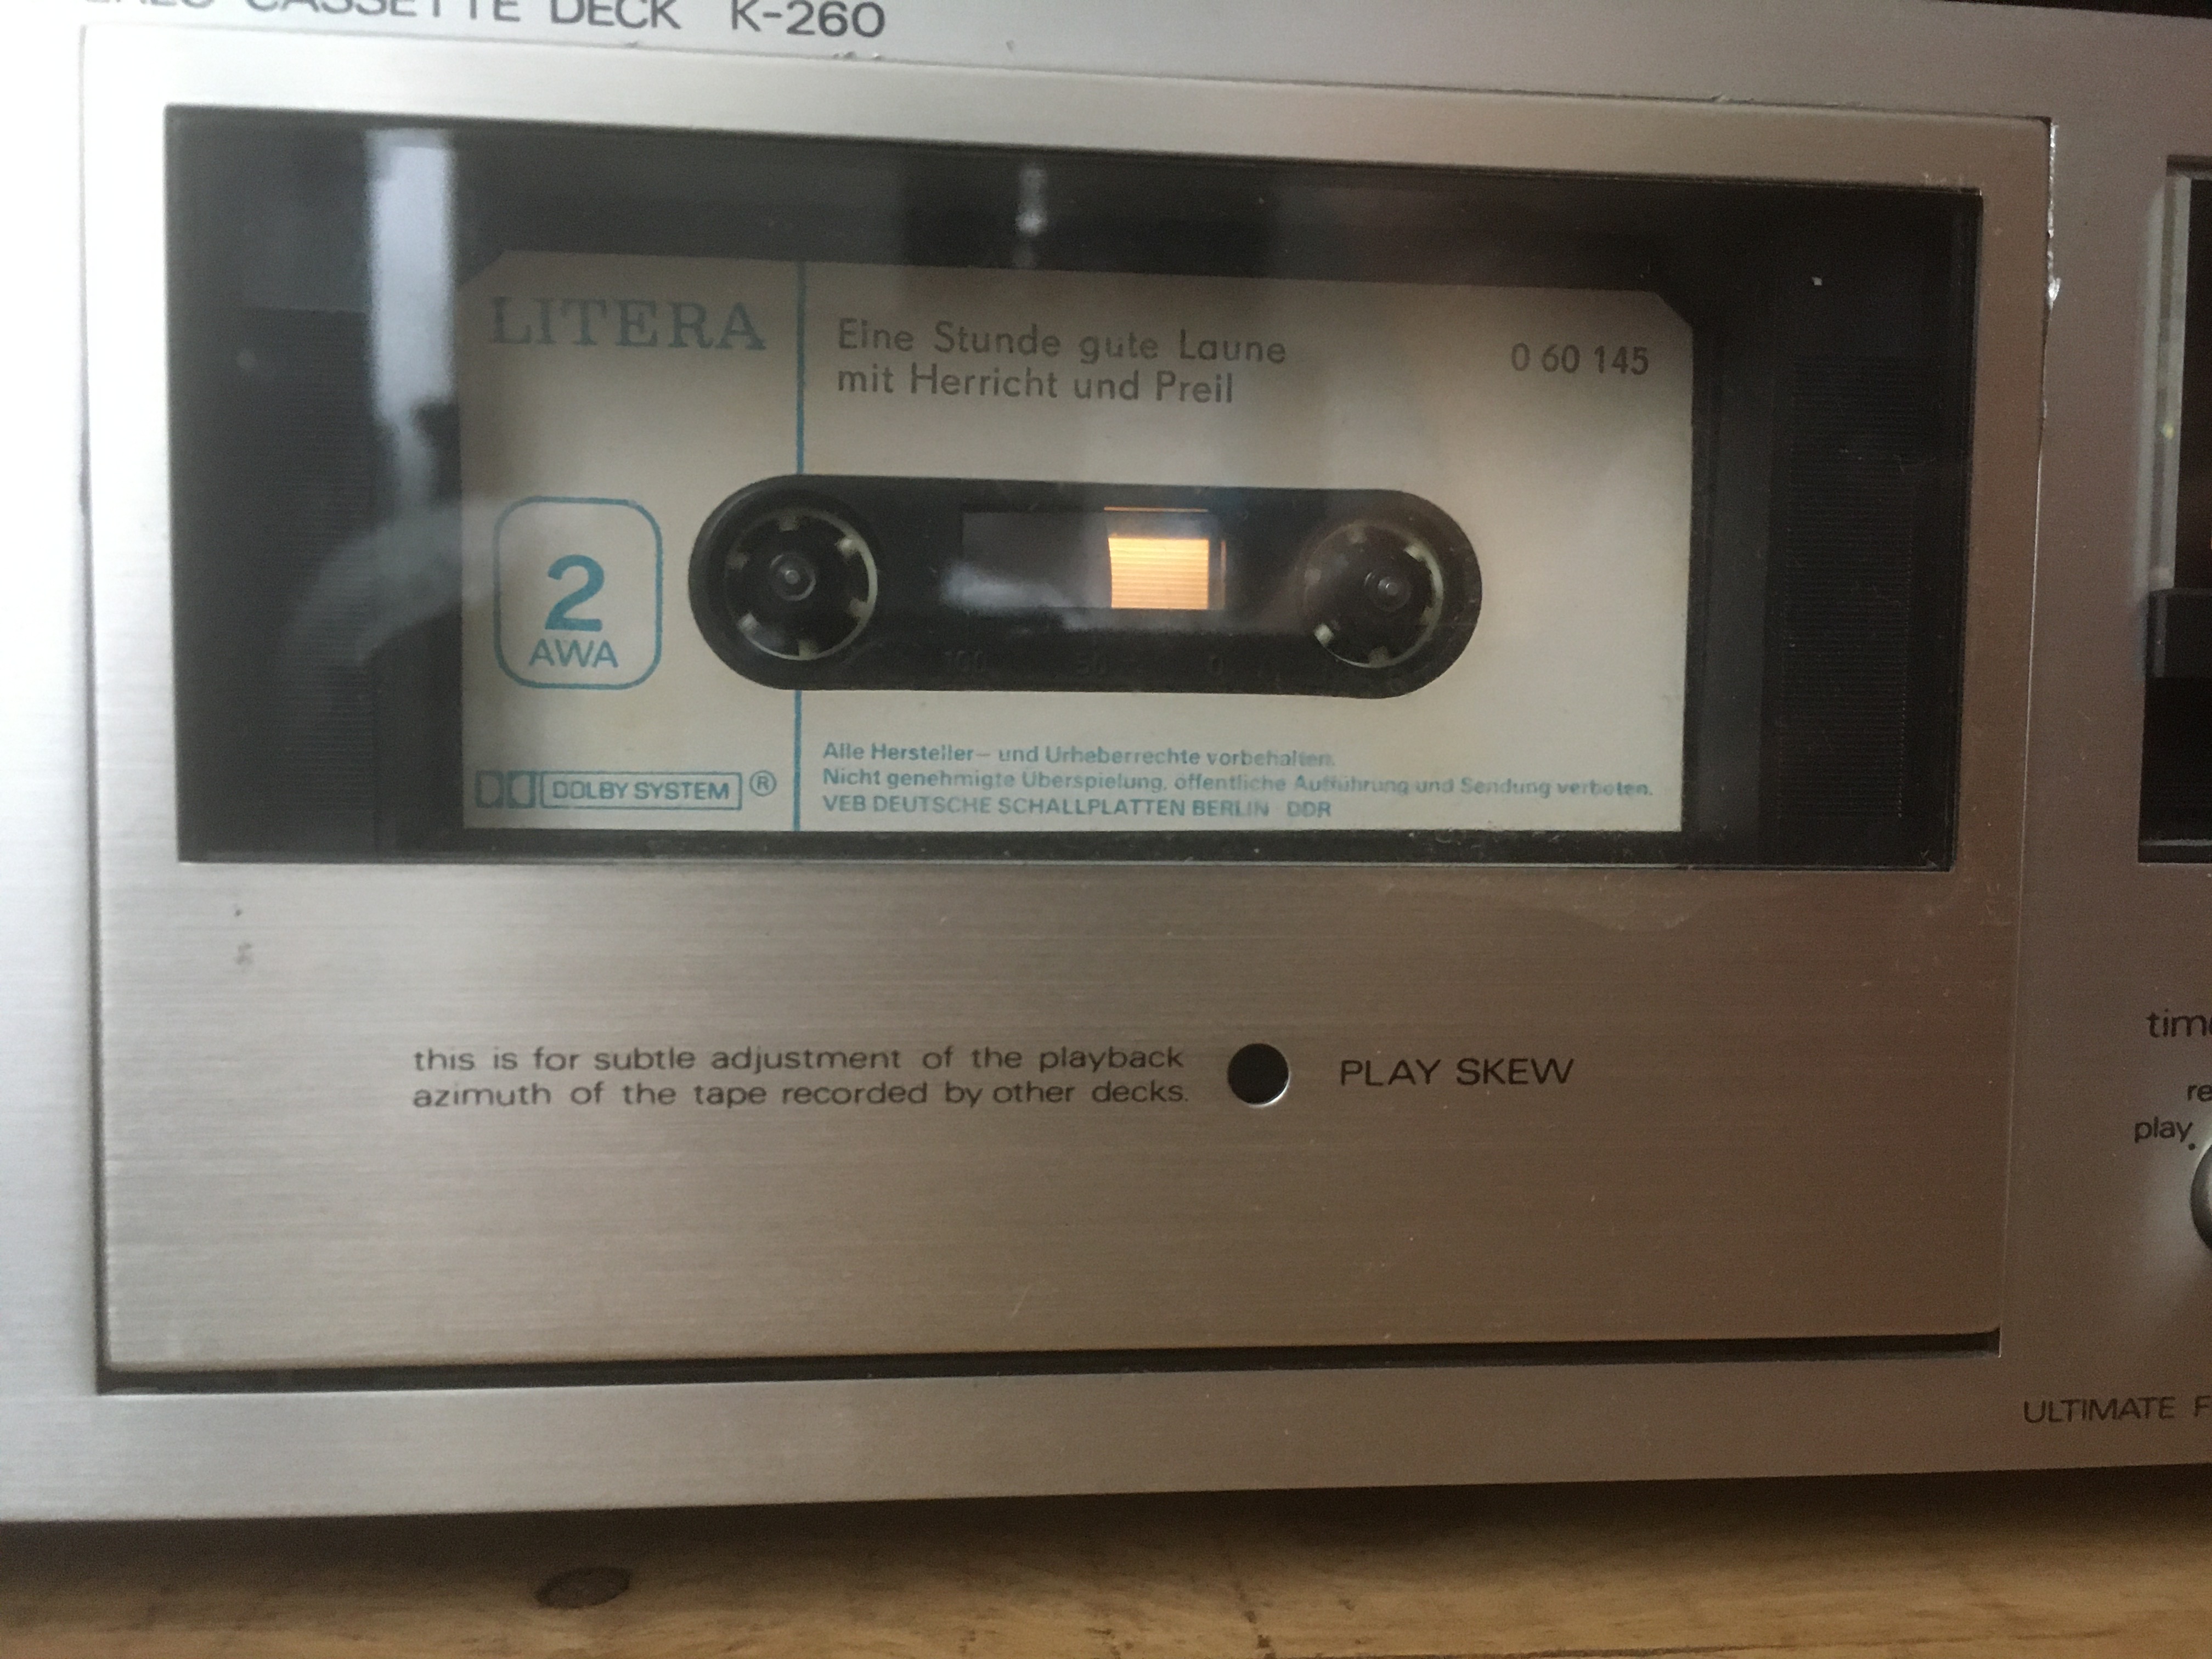 CASSETTE DECK K-260
LITERA
Eine Stunde gute Laune
mit Herricht und Preil
0 60 145
2
AWA
100 50 0
DOLBY SYSTEM ®
Alle Hersteller- und Urheberrechte vorbehalten.
Nicht genehmigte Überspielung, öffentliche Aufführung und Sendung verboten.
VEB DEUTSCHE SCHALLPLATTEN BERLIN DDR
this is for subtle adjustment of the playback
azimuth of the tape recorded by other decks.
PLAY SKEW
play
ULTIMATE